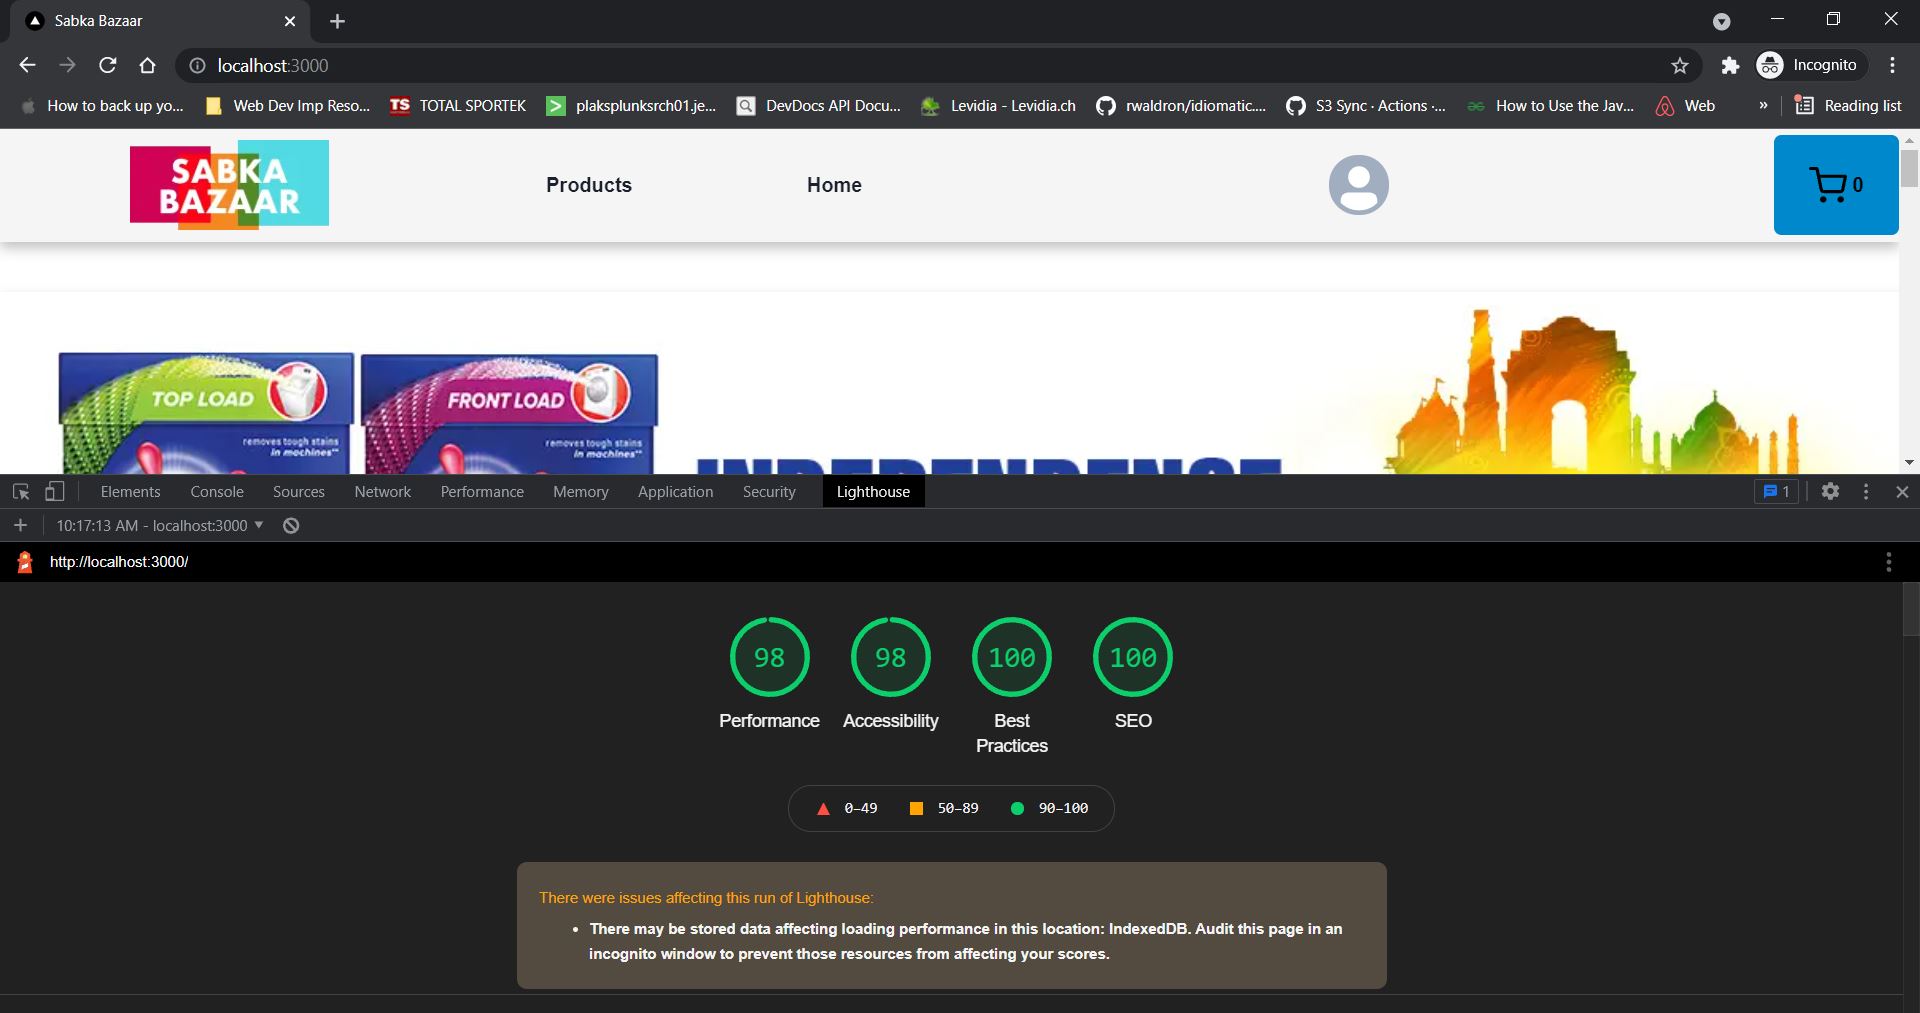 Sabka Bazaar
localhost:3000
Incognito
How to back up yo...
Web Dev Imp Reso...
TS TOTAL SPORTEK
plaksplunksrch01.je...
DevDocs API Docu...
Levidia - Levidia.ch
rwaldron/idiomatic....
S3 Sync · Actions ·...
How to Use the Jav...
Web
»
Reading list
SABKA
BAZAAR
Products
Home
0
TOP LOAD
removes tough stains
in machines**
FRONT LOAD
removes tough stains
in machines**
INDEPENDENCE
Elements
Console
Sources
Network
Performance
Memory
Application
Security
Lighthouse
1
10:17:13 AM - localhost:3000
http://localhost:3000/
98
98
100
100
Performance
Accessibility
Best
Practices
SEO
0–49
50–89
90–100
There were issues affecting this run of Lighthouse:
• There may be stored data affecting loading performance in this location: IndexedDB. Audit this page in an
incognito window to prevent those resources from affecting your scores.